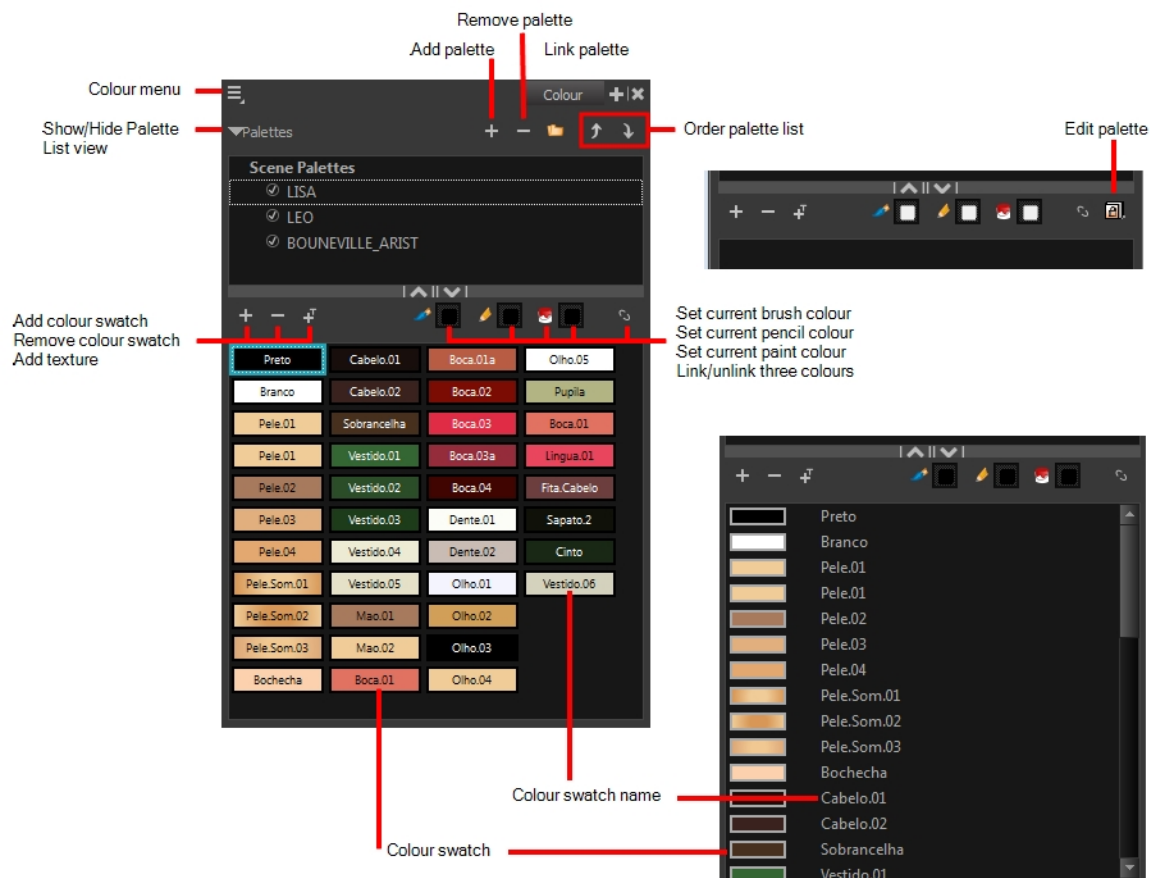 Remove palette
Add palette
Link palette
Colour menu
Colour
Show/Hide Palette
List view
Palettes
Order palette list
Edit palette
Scene Palettes
LISA
LEO
BOUNEVILLE_ARIST
Add colour swatch
Remove colour swatch
Add texture
Set current brush colour
Set current pencil colour
Set current paint colour
Link/unlink three colours
Preto Cabelo.01 Boca.01a Olho.05
Branco Cabelo.02 Boca.02 Pupila
Pele.01 Sobrancelha Boca.03 Boca.01
Pele.01 Vestido.01 Boca.03a Lingua.01
Pele.02 Vestido.02 Boca.04 Fita.Cabelo
Pele.03 Vestido.03 Dente.01 Sapato.2
Pele.04 Vestido.04 Dente.02 Cinto
Pele.Som.01 Vestido.05 Olho.01 Vestido.06
Pele.Som.02 Mao.01 Olho.02
Pele.Som.03 Mao.02 Olho.03
Bochecha Boca.01 Olho.04
Preto
Branco
Pele.01
Pele.01
Pele.02
Pele.03
Pele.04
Pele.Som.01
Pele.Som.02
Pele.Som.03
Bochecha
Cabelo.01
Cabelo.02
Sobrancelha
Vestido.01
Colour swatch name
Colour swatch